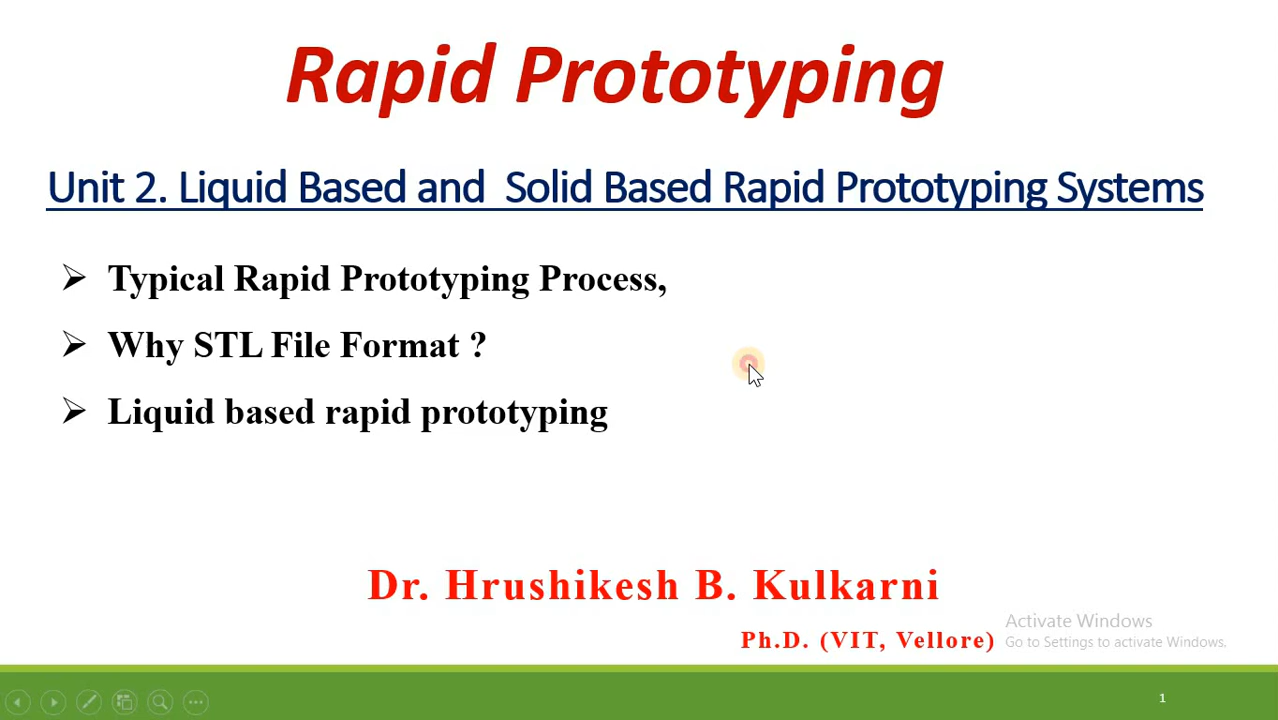 Rapid Prototyping
Unit 2. Liquid Based and Solid Based Rapid Prototyping Systems
Typical Rapid Prototyping Process,
Why STL File Format ?
Liquid based rapid prototyping
Dr. Hrushikesh B. Kulkarni
Ph.D. (VIT, Vellore)
Activate Windows
Go to Settings to activate Windows.
1